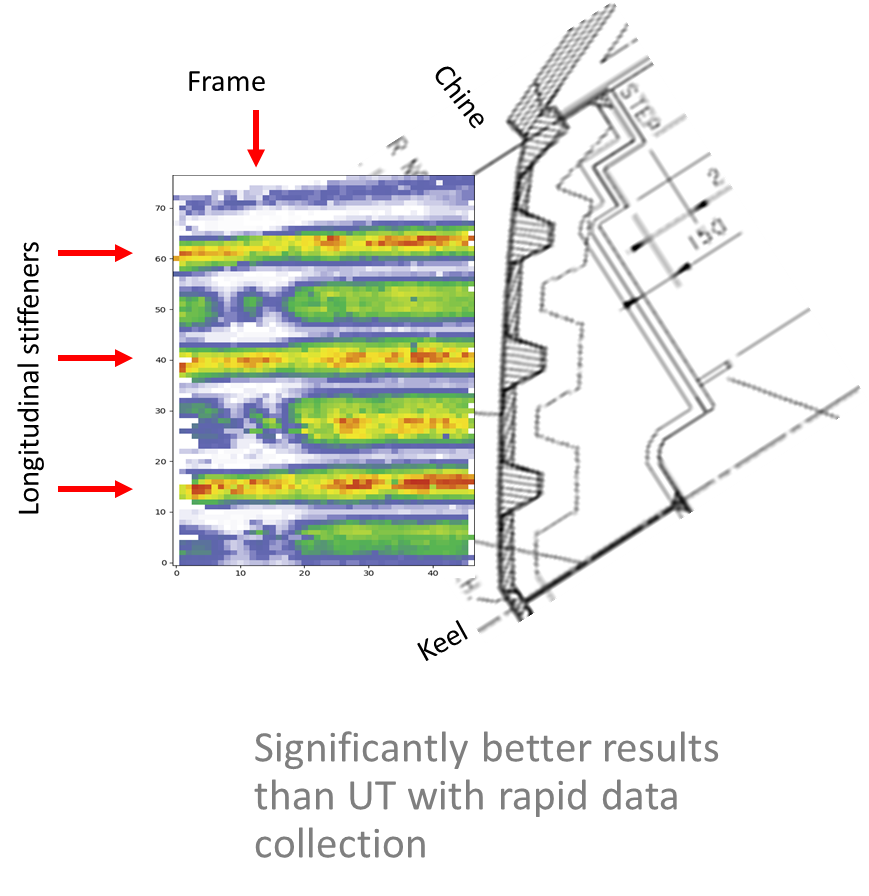 Frame
Chine
STEP
R
2
150
Longitudinal stiffeners
70
60
50
40
30
20
10
0
0 10 20 30 40
.H.
Keel
Significantly better results
than UT with rapid data
collection